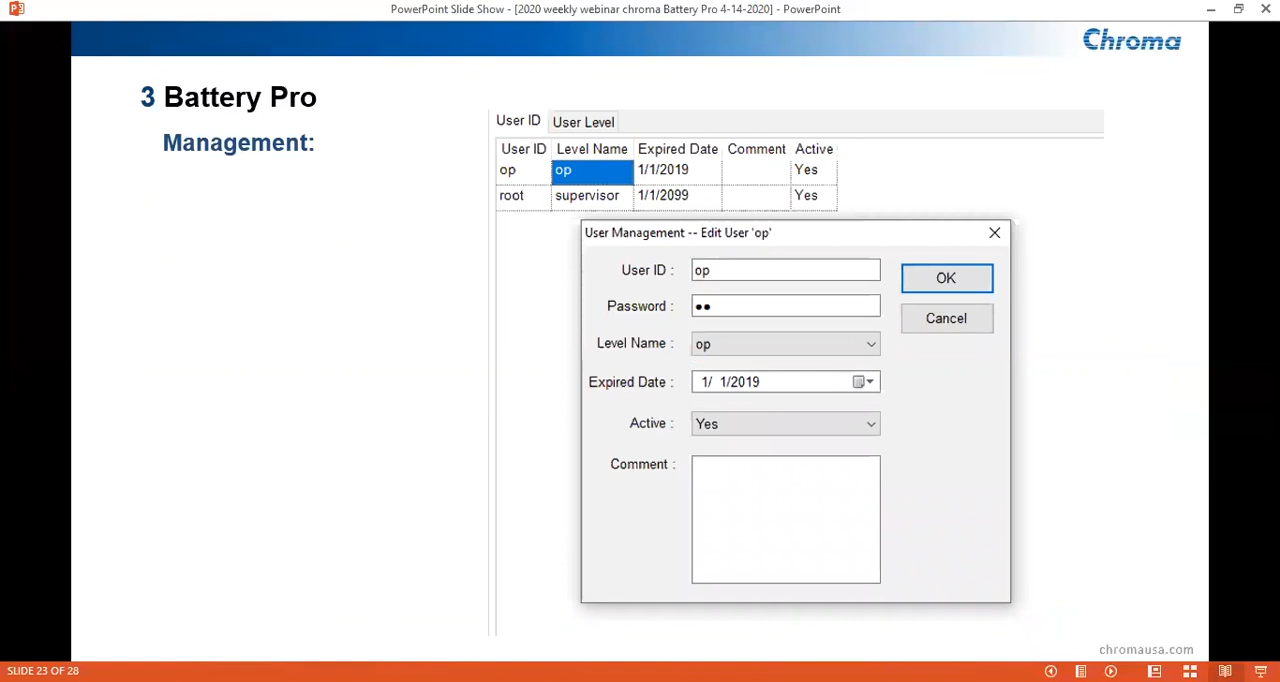 PowerPoint Slide Show - [2020 weekly webinar chroma Battery Pro 4-14-2020] - PowerPoint
Chroma
3 Battery Pro
Management:
User ID User Level
User ID Level Name Expired Date Comment Active
op op 1/1/2019 Yes
root supervisor 1/1/2099 Yes
User Management -- Edit User 'op'
User ID : op
OK
Password : ●●
Cancel
Level Name : op
Expired Date : 1/ 1/2019
Active : Yes
Comment :
chromausa.com
SLIDE 23 OF 28